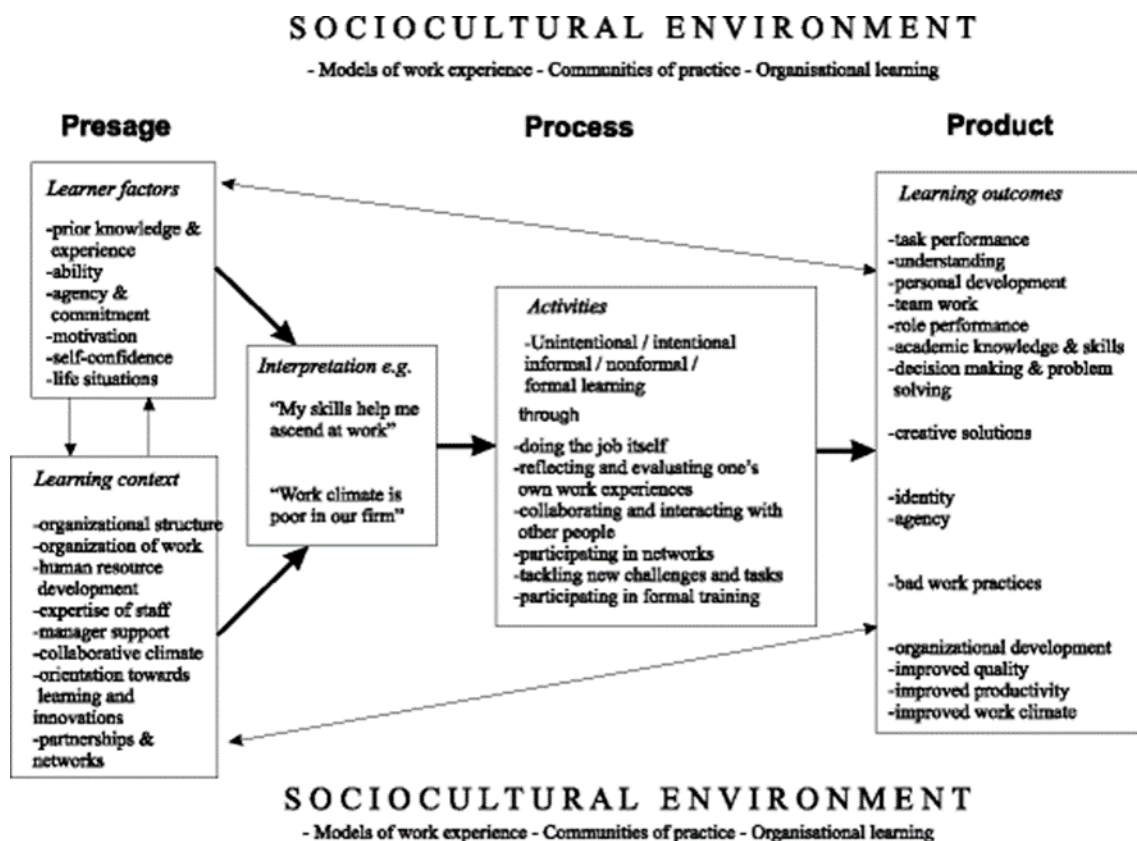 SOCIOCULTURAL ENVIRONMENT
- Models of work experience - Communities of practice - Organisational learning
Presage
Process
Product
Learner factors
-prior knowledge &
experience
-ability
-agency &
commitment
-motivation
-self-confidence
-life situations
Learning context
-organizational structure
-organization of work
-human resource
development
-expertise of staff
-manager support
-collaborative climate
-orientation towards
learning and
innovations
-partnerships &
networks
Interpretation e.g.
“My skills help me
ascend at work”
“Work climate is
poor in our firm”
Activities
-Unintentional / intentional
informal / nonformal /
formal learning
through
-doing the job itself
-reflecting and evaluating one’s
own work experiences
-collaborating and interacting with
other people
-participating in networks
-tackling new challenges and tasks
-participating in formal training
Learning outcomes
-task performance
-understanding
-personal development
-team work
-role performance
-academic knowledge & skills
-decision making & problem
solving
-creative solutions
-identity
-agency
-bad work practices
-organizational development
-improved quality
-improved productivity
-improved work climate
SOCIOCULTURAL ENVIRONMENT
- Models of work experience - Communities of practice - Organisational learning